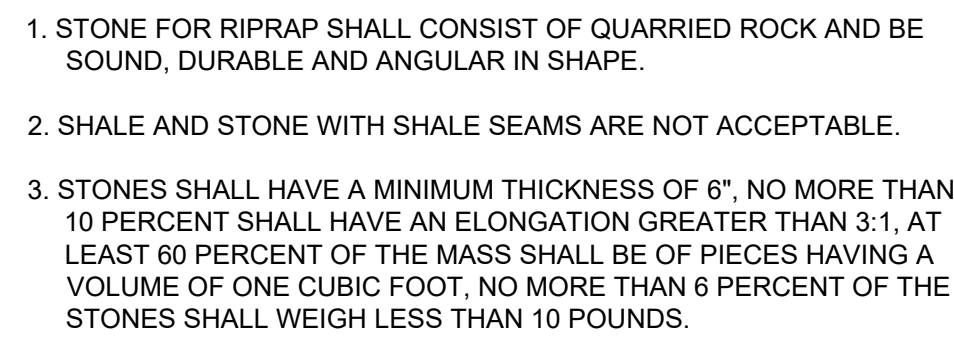 1. STONE FOR RIPRAP SHALL CONSIST OF QUARRIED ROCK AND BE
SOUND, DURABLE AND ANGULAR IN SHAPE.
2. SHALE AND STONE WITH SHALE SEAMS ARE NOT ACCEPTABLE.
3. STONES SHALL HAVE A MINIMUM THICKNESS OF 6", NO MORE THAN
10 PERCENT SHALL HAVE AN ELONGATION GREATER THAN 3:1, AT
LEAST 60 PERCENT OF THE MASS SHALL BE OF PIECES HAVING A
VOLUME OF ONE CUBIC FOOT, NO MORE THAN 6 PERCENT OF THE
STONES SHALL WEIGH LESS THAN 10 POUNDS.